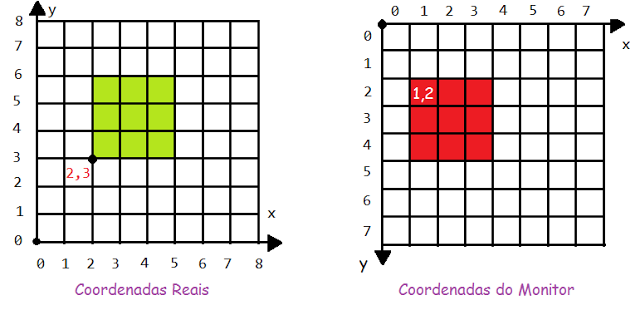 8 y
7
6
5
4
3
2,3
2
1
x
0
0 1 2 3 4 5 6 7 8
Coordenadas Reais
0 1 2 3 4 5 6 7
0
x
1
2 1,2
3
4
5
6
7
y
Coordenadas do Monitor